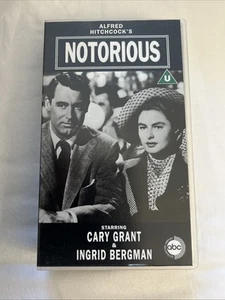 ALFRED
HITCHCOCK'S
NOTORIOUS
U
STARRING
CARY GRANT
&
INGRID BERGMAN
abc